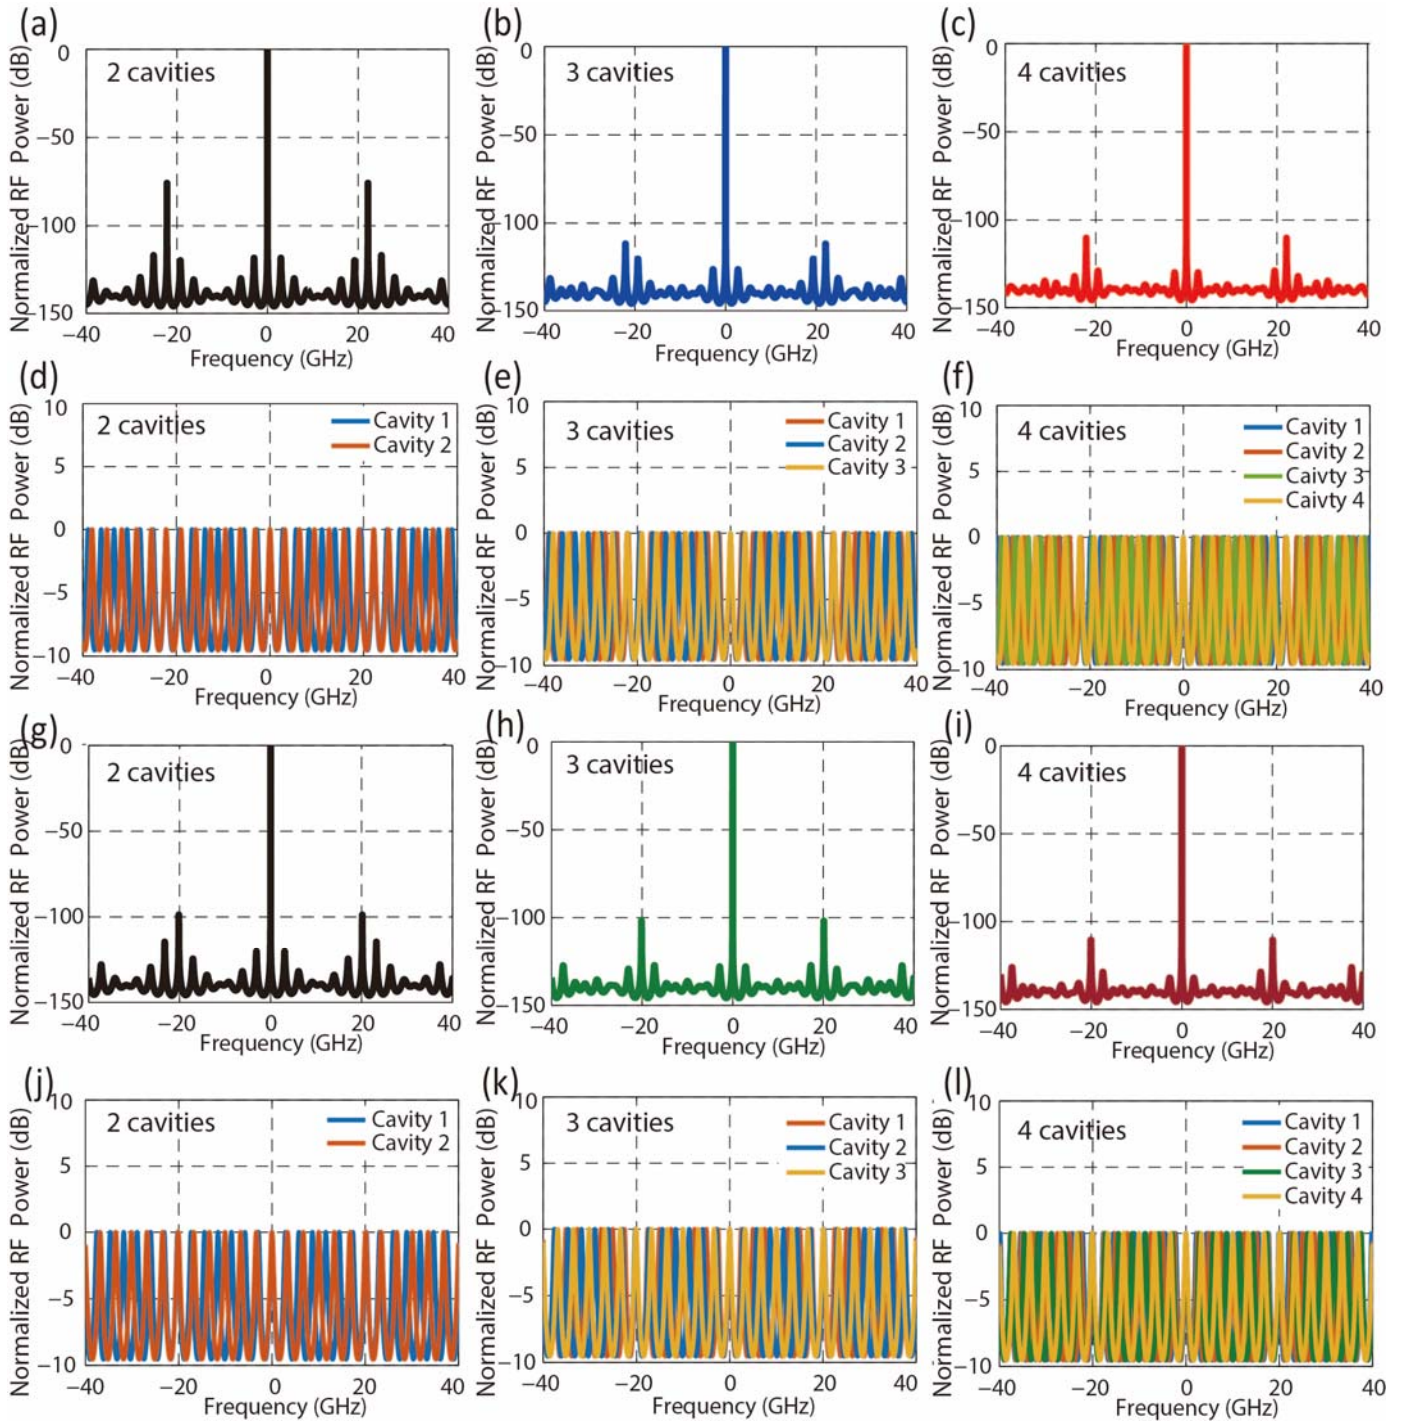 (a)
Normalized RF Power (dB)
2 cavities
0
−50
−100
−150
−40
−20
0
20
40
Frequency (GHz)
(b)
Normalized RF Power (dB)
3 cavities
0
−50
−100
−150
−40
−20
0
20
40
Frequency (GHz)
(c)
Normalized RF Power (dB)
4 cavities
0
−50
−100
−150
−40
−20
0
20
40
Frequency (GHz)
(d)
Normalized RF Power (dB)
2 cavities
Cavity 1
Cavity 2
10
5
0
−5
−10
−40
−20
0
20
40
Frequency (GHz)
(e)
Normalized RF Power (dB)
3 cavities
Cavity 1
Cavity 2
Cavity 3
10
5
0
−5
−10
−40
−20
0
20
40
Frequency (GHz)
(f)
Normalized RF Power (dB)
4 cavities
Cavity 1
Cavity 2
Caivty 3
Caivty 4
10
5
0
−5
−10
−40
−20
0
20
40
Frequency (GHz)
(g)
Normalized RF Power (dB)
2 cavities
0
−50
−100
−150
−40
−20
0
20
40
Frequency (GHz)
(h)
Normalized RF Power (dB)
3 cavities
0
−50
−100
−150
−40
−20
0
20
40
Frequency (GHz)
(i)
Normalized RF Power (dB)
4 cavities
0
−50
−100
−150
−40
−20
0
20
40
Frequency (GHz)
(j)
Normalized RF Power (dB)
2 cavities
Cavity 1
Cavity 2
10
5
0
−5
−10
−40
−20
0
20
40
Frequency (GHz)
(k)
Normalized RF Power (dB)
3 cavities
Cavity 1
Cavity 2
Cavity 3
10
5
0
−5
−10
−40
−20
0
20
40
Frequency (GHz)
(l)
Normalized RF Power (dB)
4 cavities
Cavity 1
Cavity 2
Cavity 3
Cavity 4
10
5
0
−5
−10
−40
−20
0
20
40
Frequency (GHz)